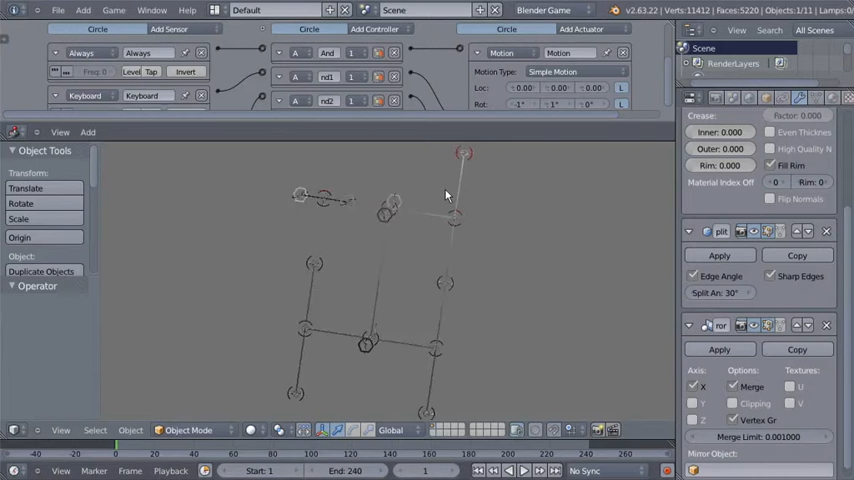 File Add Game Window Help Default Scene Blender Game v2.63.22 | Verts:11412 | Faces:5220 | Objects:1/11 | Lamps:0/
Circle Add Sensor Circle Add Controller Circle Add Actuator
View Search All Scenes
Always Always And 1 Motion Motion
Scene
Freq: 0 Level Tap Invert nd1 1 Motion Type: Simple Motion
RenderLayers
Keyboard Keyboard nd2 1 Loc: 0.00 0.00 0.00 L
Rot: -1° 1° 0° L
Crease: Factor: 0.000
View Add
Inner: 0.000 Even Thicknes
Object Tools
Outer: 0.000 High Quality N
Transform:
Rim: 0.000 Fill Rim
Translate
Material Index Off 0 Rim: 0
Rotate
Flip Normals
Scale
Origin
plit
Object:
Apply Copy
Duplicate Objects
Edge Angle Sharp Edges
Operator
Split An: 30°
ror
Apply Copy
Axis: Options: Textures:
X Merge U
Y Clipping V
Z Vertex Gr
Merge Limit: 0.001000
View Select Object Object Mode Global
-40 -20 0 20 40 60 80 100 120 140 160 180 200 220 240 260
Mirror Object:
View Marker Frame Playback Start: 1 End: 240 1 No Sync